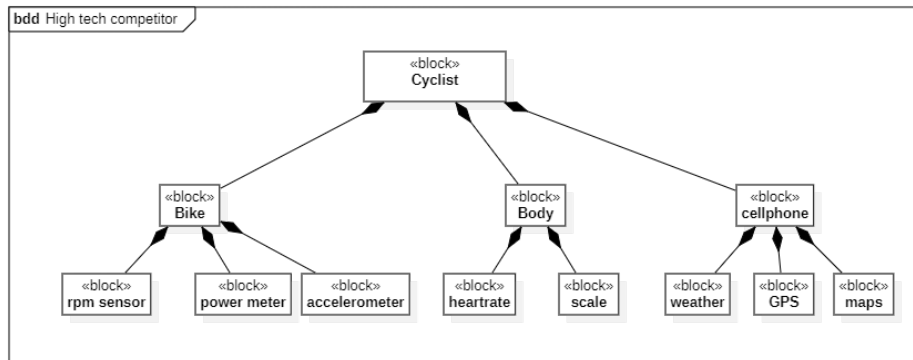 bdd High tech competitor
«block»
Cyclist
«block»
Bike
«block»
Body
«block»
cellphone
«block»
rpm sensor
«block»
power meter
«block»
accelerometer
«block»
heartrate
«block»
scale
«block»
weather
«block»
GPS
«block»
maps